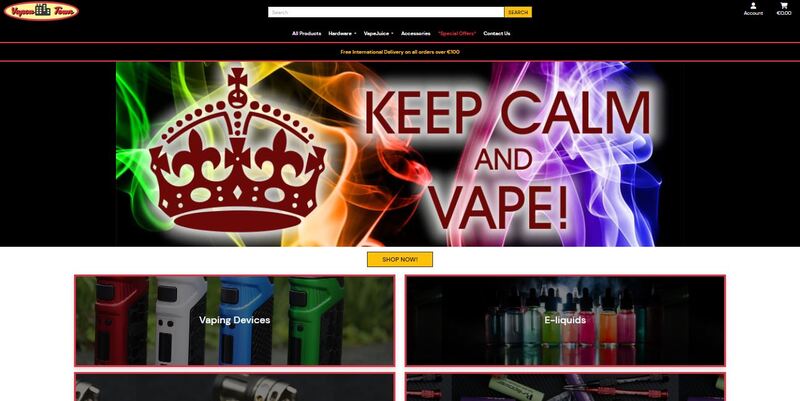 Vapen Town
Search
SEARCH
Account
€0.00
All Products
Hardware
VapeJuice
Accessories
*Special Offers*
Contact Us
Free International Delivery on all orders over €100
KEEP CALM
AND
VAPE!
SHOP NOW!
Vaping Devices
E-liquids